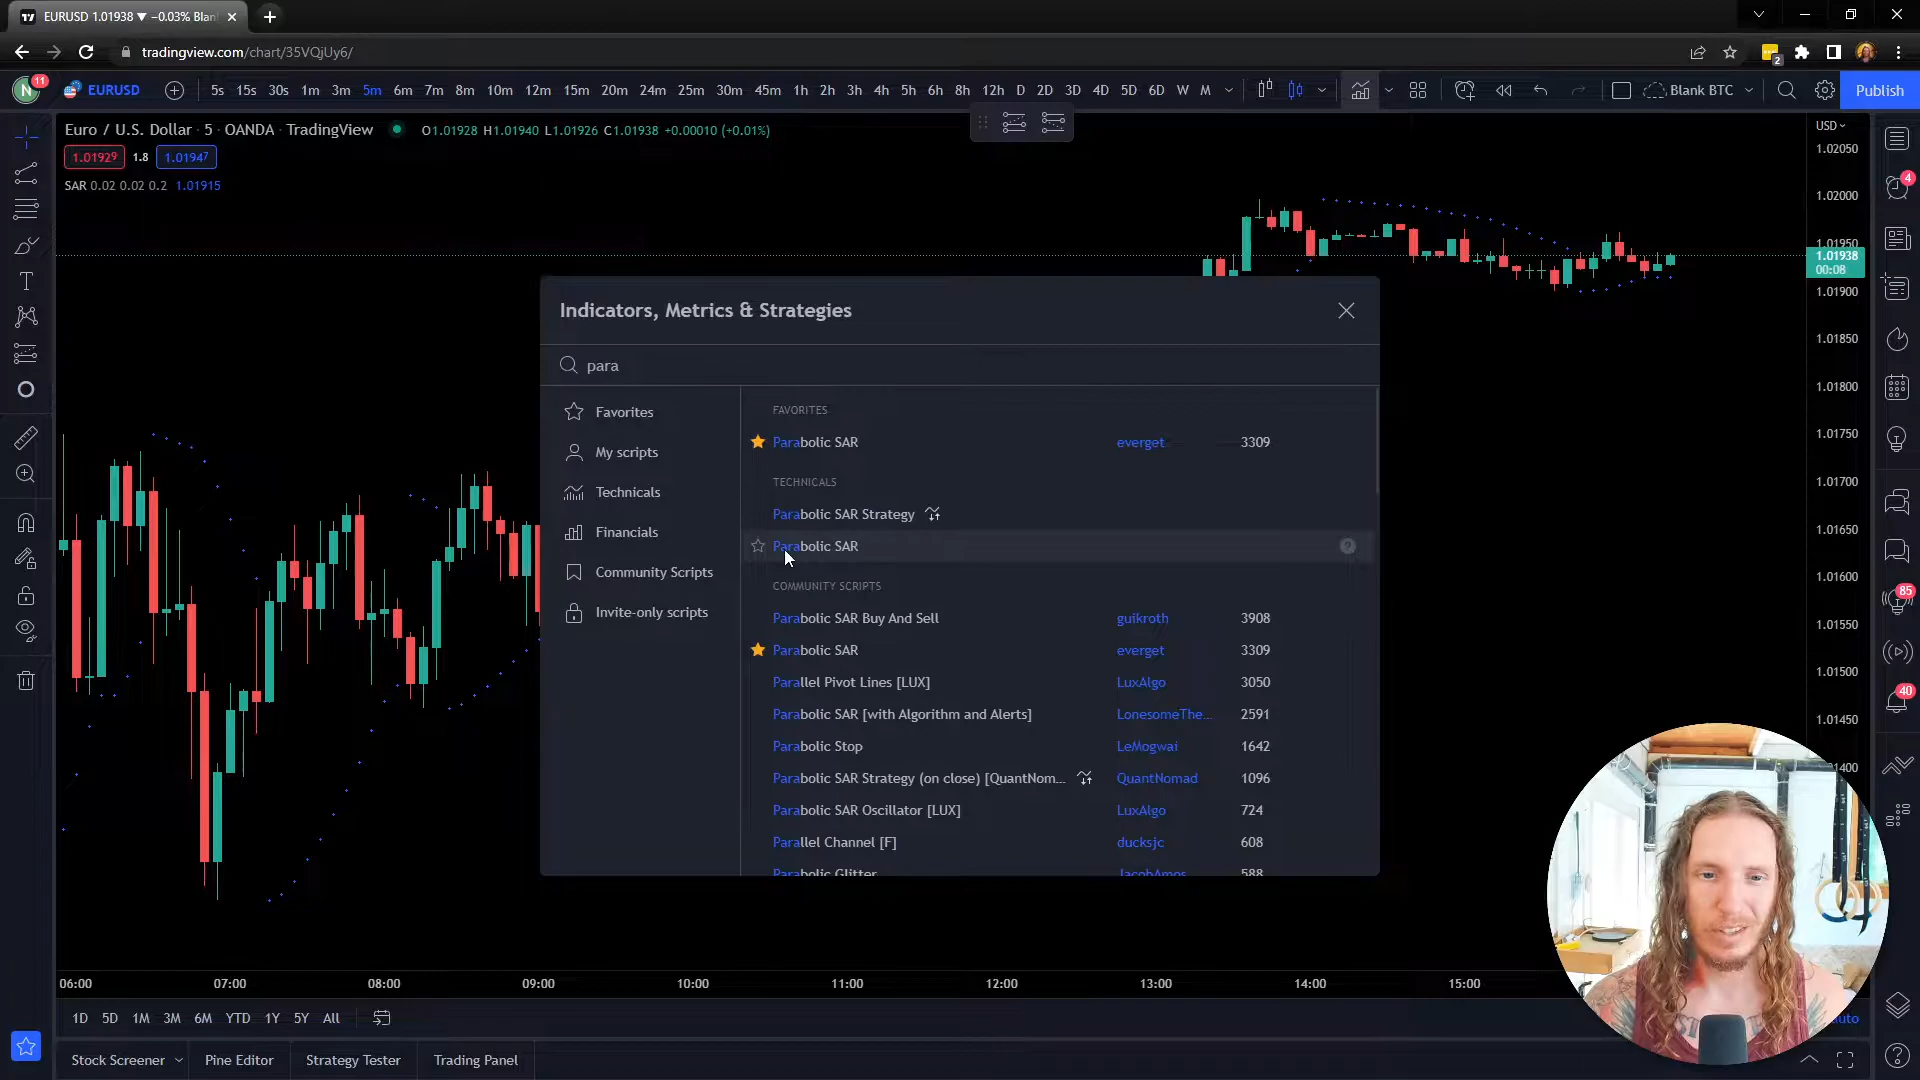 EURUSD 1.01938 ▼ −0.03% Blan
tradingview.com/chart/35VQjUy6/
2
N 11 EURUSD 5s 15s 30s 1m 3m 5m 6m 7m 8m 10m 12m 15m 20m 24m 25m 30m 45m 1h 2h 3h 4h 5h 6h 8h 12h D 2D 3D 4D 5D 6D W M Blank BTC Publish
Euro / U.S. Dollar · 5 · OANDA · TradingView O1.01928 H1.01940 L1.01926 C1.01938 +0.00010 (+0.01%)
USD
1.01929 1.8 1.01947
SAR 0.02 0.02 0.2 1.01915
1.02050
1.02000
1.01950
1.01938
00:08
1.01900
1.01850
1.01800
1.01750
1.01700
1.01650
1.01600
1.01550
1.01500
1.01450
1.01400
4
85
40
Indicators, Metrics & Strategies
para
Favorites
My scripts
Technicals
Financials
Community Scripts
Invite-only scripts
FAVORITES
Parabolic SAR everget 3309
TECHNICALS
Parabolic SAR Strategy
Parabolic SAR
COMMUNITY SCRIPTS
Parabolic SAR Buy And Sell guikroth 3908
Parabolic SAR everget 3309
Parallel Pivot Lines [LUX] LuxAlgo 3050
Parabolic SAR [with Algorithm and Alerts] LonesomeThe... 2591
Parabolic Stop LeMogwai 1642
Parabolic SAR Strategy (on close) [QuantNom... QuantNomad 1096
Parabolic SAR Oscillator [LUX] LuxAlgo 724
Parallel Channel [F] ducksjc 608
Parabolic Glitter JacobAmos 588
06:00 07:00 08:00 09:00 10:00 11:00 12:00 13:00 14:00 15:00
1D 5D 1M 3M 6M YTD 1Y 5Y All
auto
Stock Screener Pine Editor Strategy Tester Trading Panel